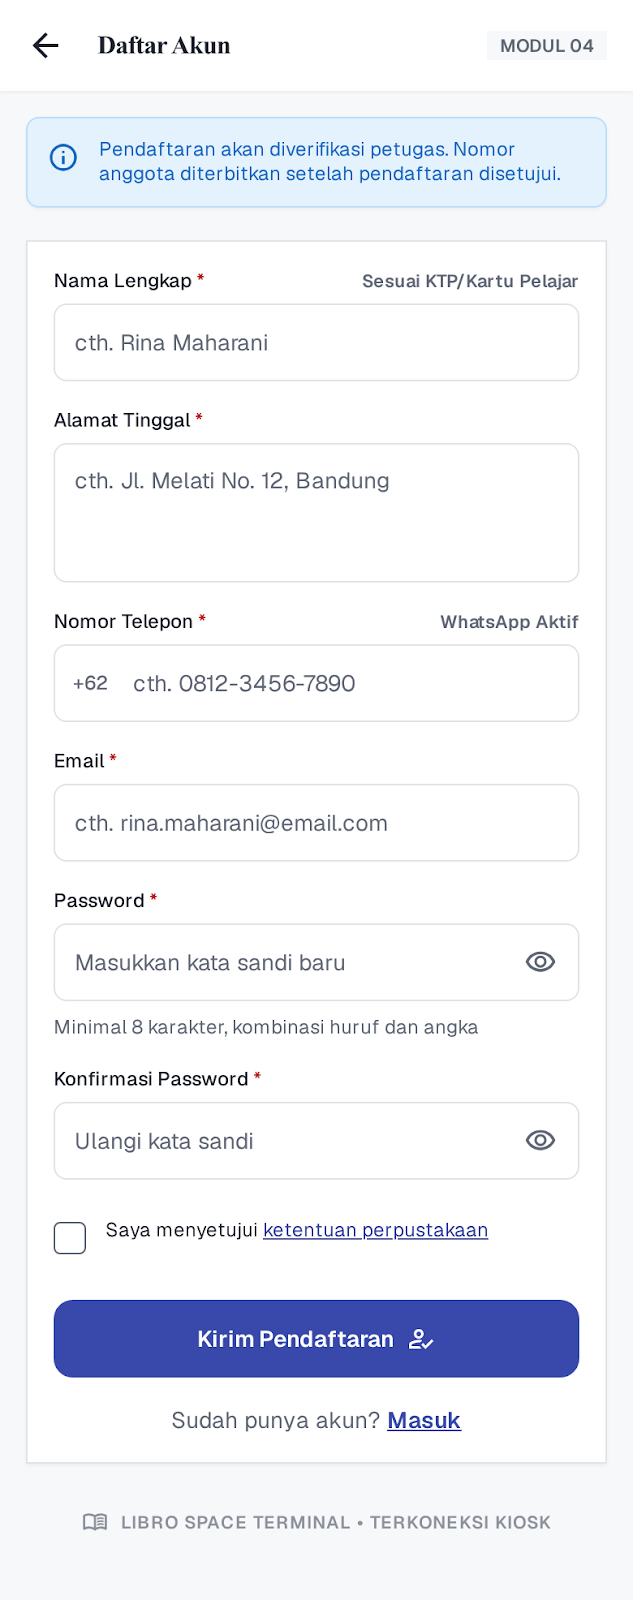 Daftar Akun
MODUL 04
Pendaftaran akan diverifikasi petugas. Nomor
anggota diterbitkan setelah pendaftaran disetujui.
Nama Lengkap *
Sesuai KTP/Kartu Pelajar
cth. Rina Maharani
Alamat Tinggal *
cth. Jl. Melati No. 12, Bandung
Nomor Telepon *
WhatsApp Aktif
+62
cth. 0812-3456-7890
Email *
cth. rina.maharani@email.com
Password *
Masukkan kata sandi baru
Minimal 8 karakter, kombinasi huruf dan angka
Konfirmasi Password *
Ulangi kata sandi
Saya menyetujui ketentuan perpustakaan
Kirim Pendaftaran
Sudah punya akun? Masuk
LIBRO SPACE TERMINAL • TERKONEKSI KIOSK